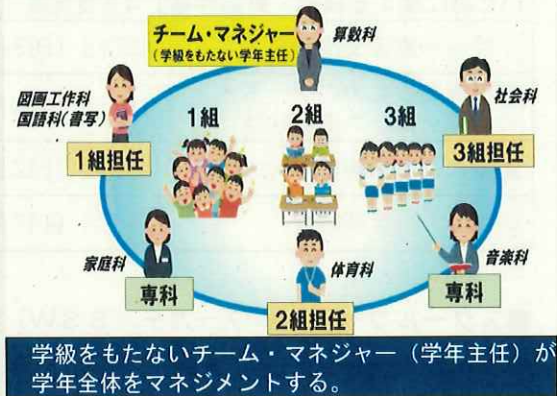 チーム・マネジャー
(学級をもたない学年主任)
算数科
図画工作科
国語科(書写)
社会科
1組
2組
3組
1組担任
3組担任
家庭科
体育科
音楽科
専科
専科
2組担任
学級をもたないチーム・マネジャー(学年主任)が
学年全体をマネジメントする。